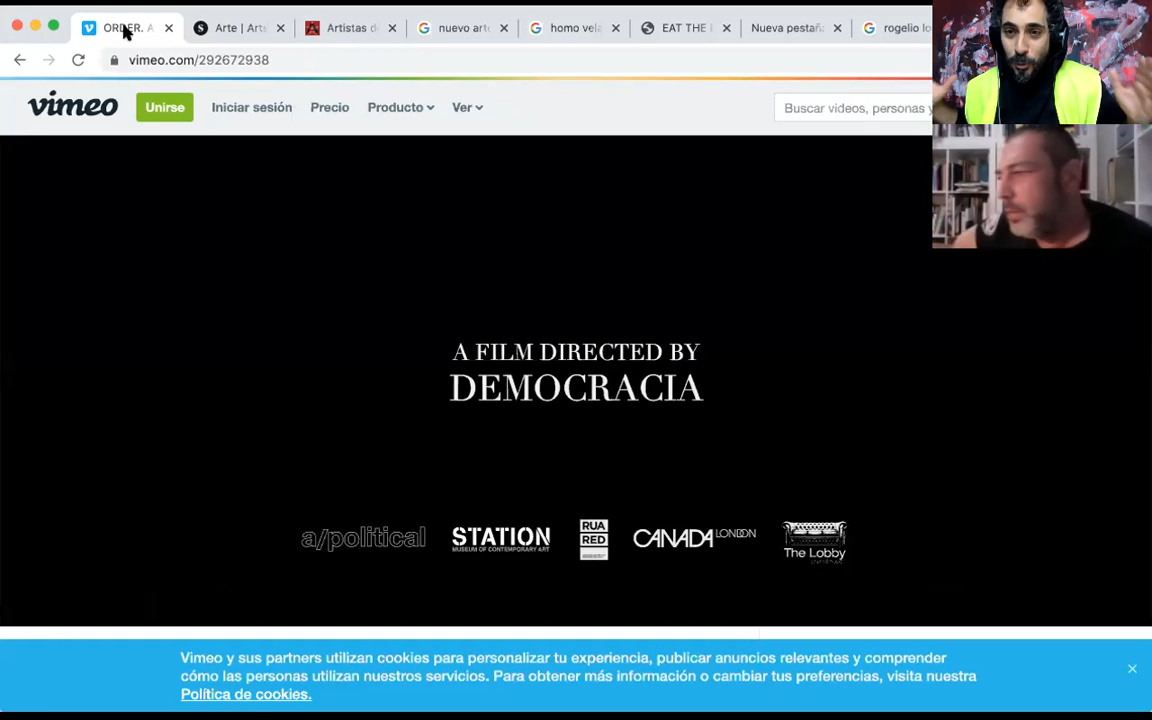 ORDER. A
Arte | Arts
Artistas d
nuevo art
homo vela
EAT THE
Nueva pestaña
rogelio lo
vimeo.com/292672938
vimeo
Unirse
Iniciar sesión
Precio
Producto
Ver
Buscar videos, personas y
A FILM DIRECTED BY
DEMOCRACIA
a/political
STATION
MUSEUM OF CONTEMPORARY ART
RUA
RED
CANADA LONDON
The Lobby
Vimeo y sus partners utilizan cookies para personalizar tu experiencia, publicar anuncios relevantes y comprender
cómo las personas utilizan nuestros servicios. Para obtener más información o cambiar tus preferencias, visita nuestra
Política de cookies.